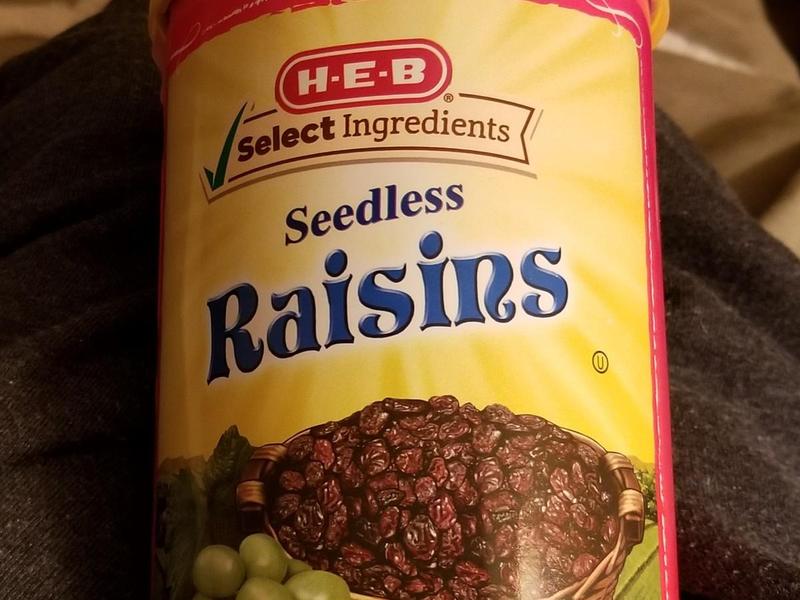 H-E-B®
Select Ingredients
Seedless
Raisins
U